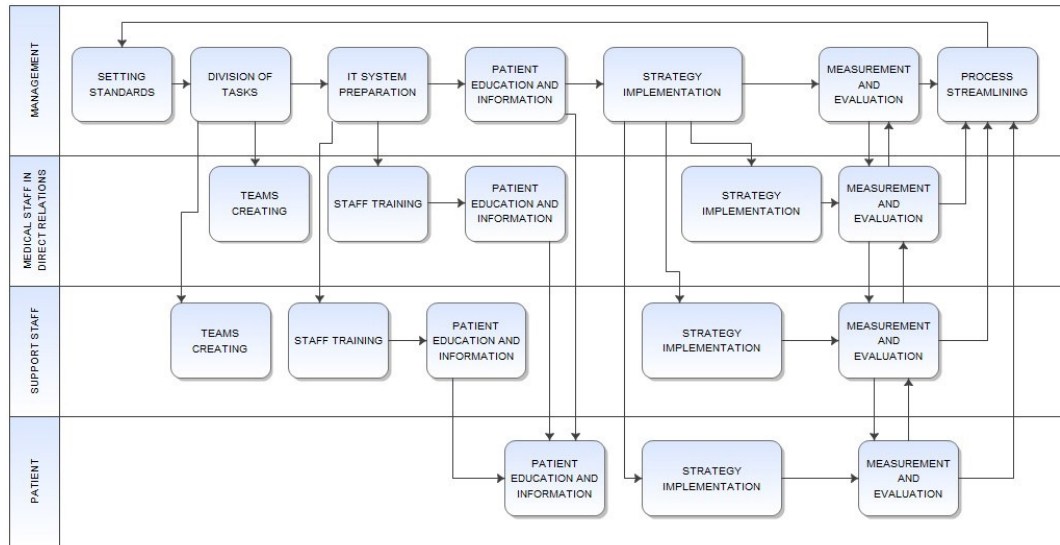 MANAGEMENT
SETTING
STANDARDS
DIVISION OF
TASKS
IT SYSTEM
PREPARATION
PATIENT
EDUCATION AND
INFORMATION
STRATEGY
IMPLEMENTATION
MEASUREMENT
AND
EVALUATION
PROCESS
STREAMLINING
MEDICAL STAFF IN
DIRECT RELATIONS
TEAMS
CREATING
STAFF TRAINING
PATIENT
EDUCATION AND
INFORMATION
STRATEGY
IMPLEMENTATION
MEASUREMENT
AND
EVALUATION
SUPPORT STAFF
TEAMS
CREATING
STAFF TRAINING
PATIENT
EDUCATION AND
INFORMATION
STRATEGY
IMPLEMENTATION
MEASUREMENT
AND
EVALUATION
PATIENT
PATIENT
EDUCATION AND
INFORMATION
STRATEGY
IMPLEMENTATION
MEASUREMENT
AND
EVALUATION